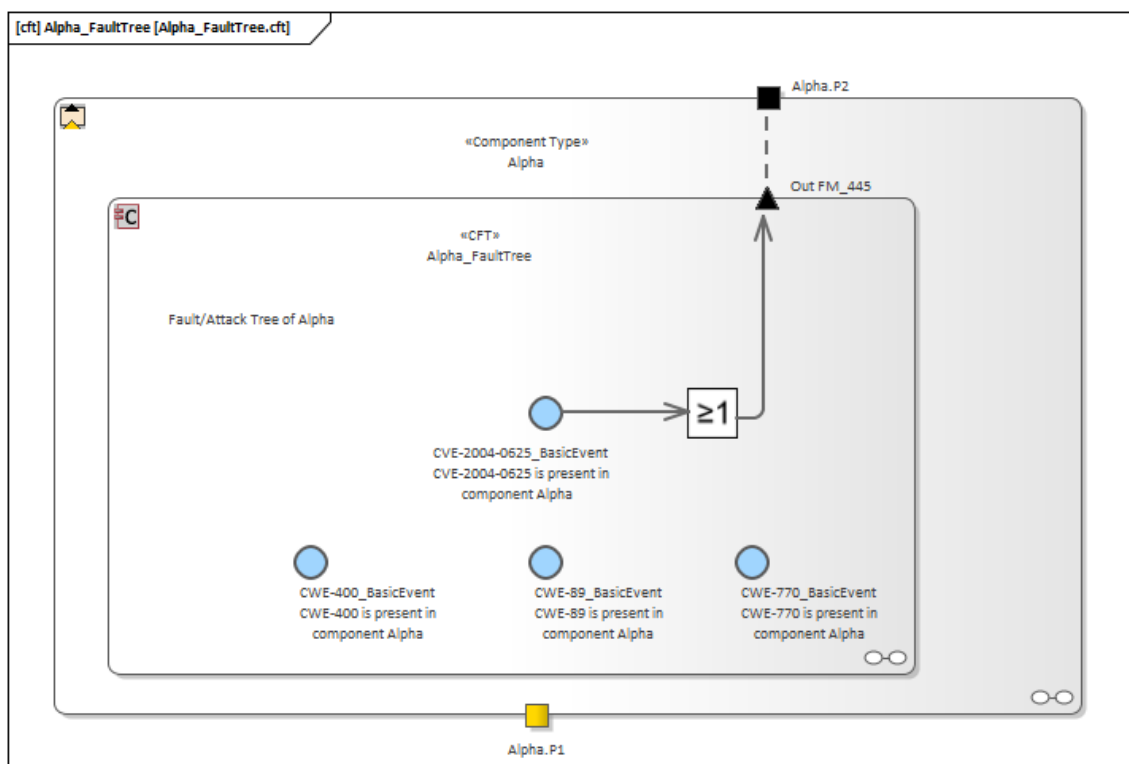 [cft] Alpha_FaultTree [Alpha_FaultTree.cft]
Alpha.P2
«Component Type»
Alpha
Out FM_445
C
«CFT»
Alpha_FaultTree
Fault/Attack Tree of Alpha
≥1
CVE-2004-0625_BasicEvent
CVE-2004-0625 is present in
component Alpha
CWE-400_BasicEvent
CWE-400 is present in
component Alpha
CWE-89_BasicEvent
CWE-89 is present in
component Alpha
CWE-770_BasicEvent
CWE-770 is present in
component Alpha
Alpha.P1